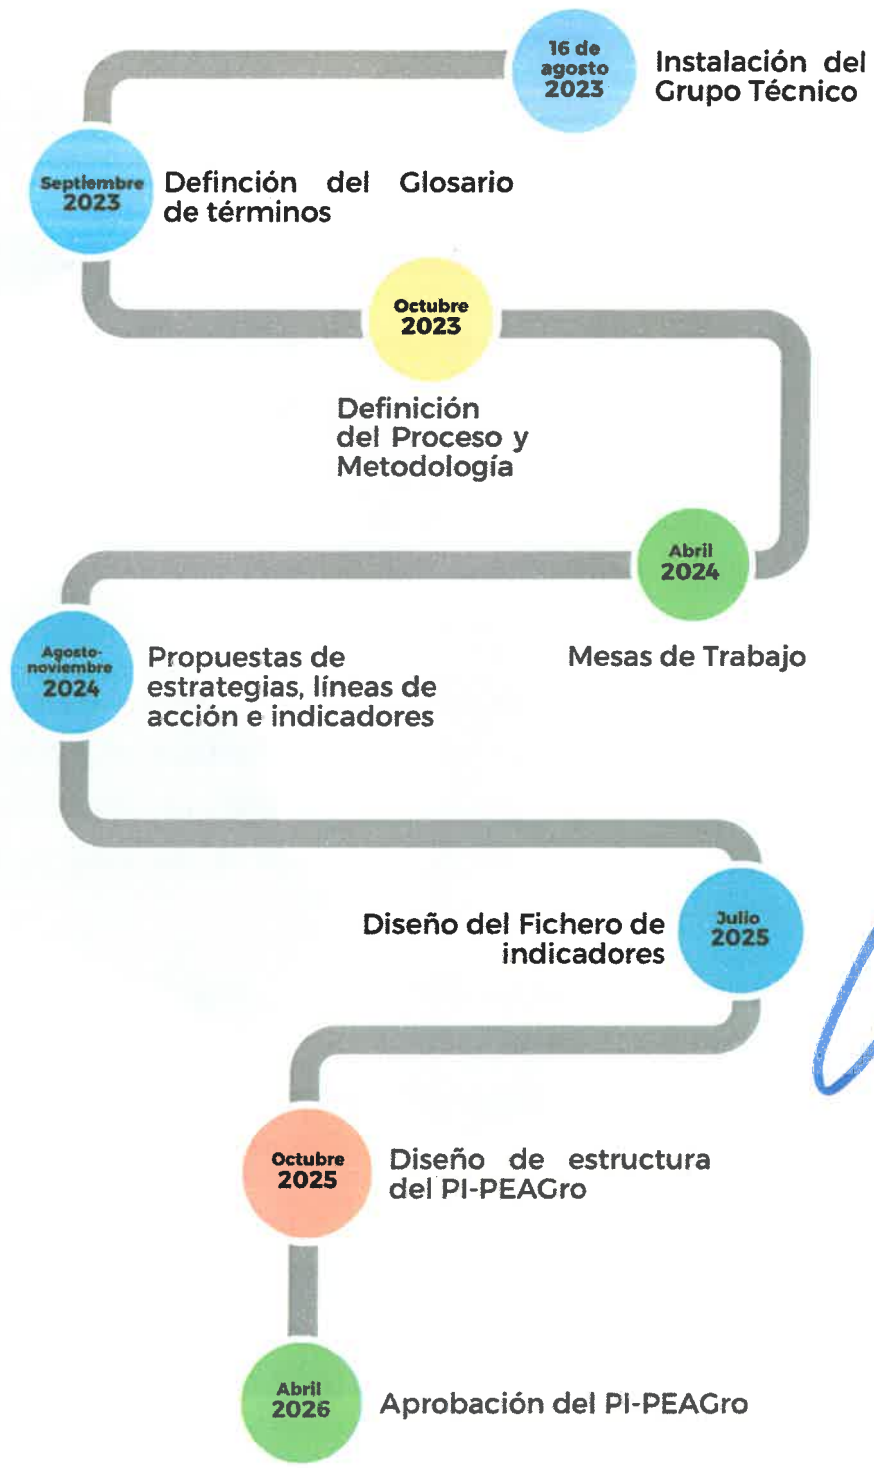 16 de
agosto
2023
Instalación del
Grupo Técnico
Septiembre
2023
Definción del Glosario
de términos
Octubre
2023
Definición
del Proceso y
Metodología
Abril
2024
Mesas de Trabajo
Agosto-
noviembre
2024
Propuestas de
estrategias, líneas de
acción e indicadores
Julio
2025
Diseño del Fichero de
indicadores
Octubre
2025
Diseño de estructura
del PI-PEAGro
Abril
2026
Aprobación del PI-PEAGro